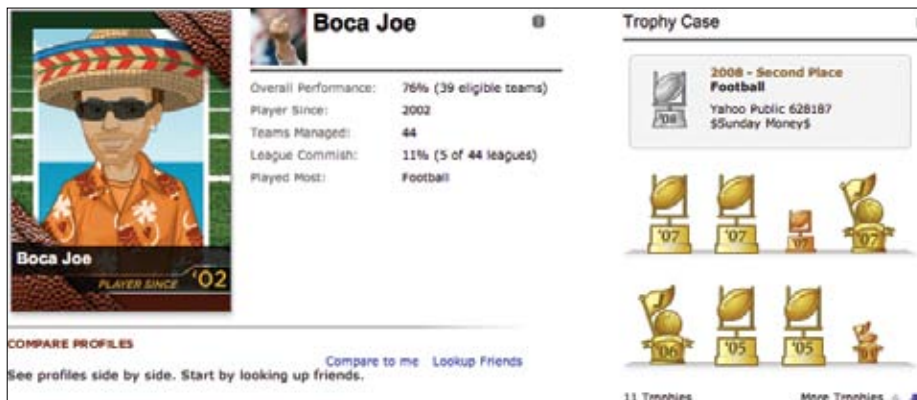 Boca Joe
PLAYER SINCE '02
Boca Joe
Overall Performance: 76% (39 eligible teams)
Player Since: 2002
Teams Managed: 44
League Commish: 11% (5 of 44 leagues)
Played Most: Football
COMPARE PROFILES
Compare to me Lookup Friends
See profiles side by side. Start by looking up friends.
Trophy Case
2008 - Second Place
Football
Yahoo Public 628187
$Sunday Money$
'08
'07 '07 '07 '07
'06 '05 '05
11 Trophies More Trophies